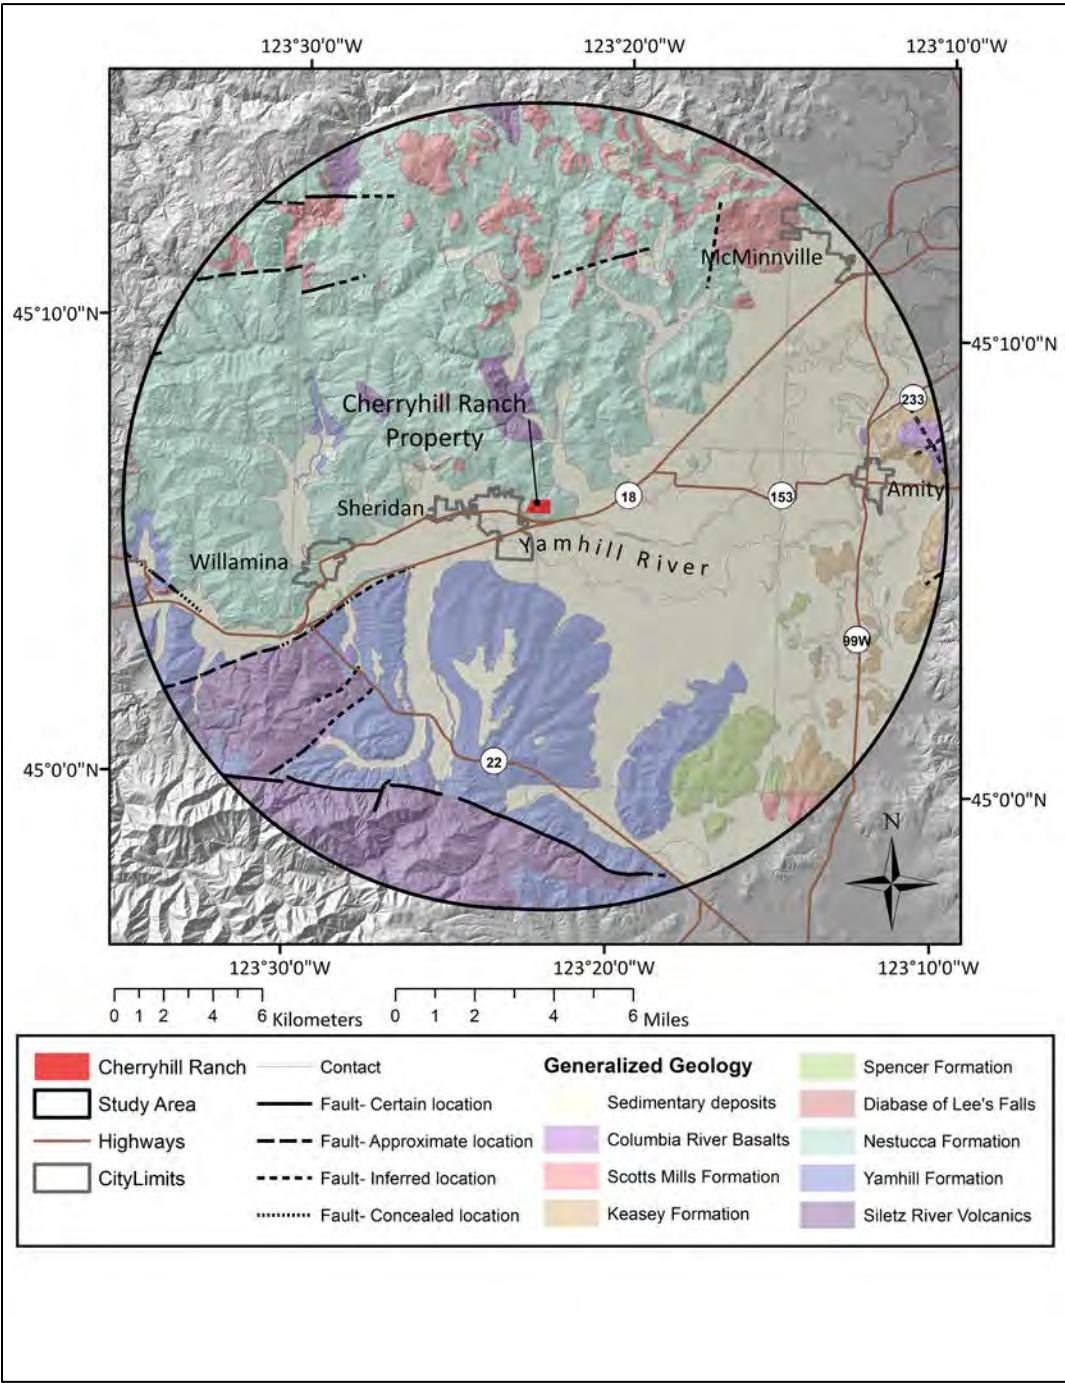 123°30'0"W 123°20'0"W 123°10'0"W
McMinnville
45°10'0"N
45°10'0"N
233
Cherryhill Ranch
Property
18
153
Amity
Sheridan
Yamhill River
Willamina
99W
22
45°0'0"N
45°0'0"N
N
123°30'0"W 123°20'0"W 123°10'0"W
0 1 2 4 6 Kilometers 0 1 2 4 6 Miles
Cherryhill Ranch
Study Area
Highways
CityLimits
Contact
Fault- Certain location
Fault- Approximate location
Fault- Inferred location
Fault- Concealed location
Generalized Geology
Sedimentary deposits
Columbia River Basalts
Scotts Mills Formation
Keasey Formation
Spencer Formation
Diabase of Lee's Falls
Nestucca Formation
Yamhill Formation
Siletz River Volcanics